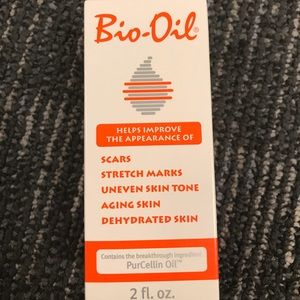 Bio-Oil®
HELPS IMPROVE
THE APPEARANCE OF
SCARS
STRETCH MARKS
UNEVEN SKIN TONE
AGING SKIN
DEHYDRATED SKIN
Contains the breakthrough ingredient
PurCellin Oil™
2 fl. oz.